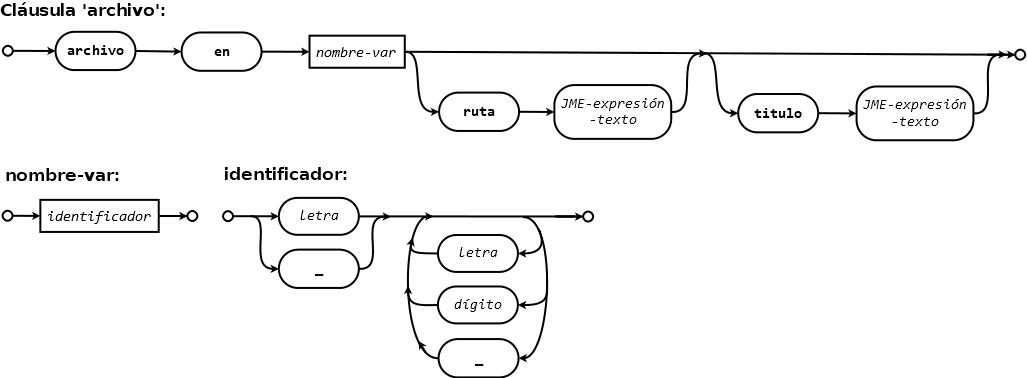 Cláusula 'archivo':
archivo en nombre-var
ruta JME-expresión
-texto
titulo JME-expresión
-texto
nombre-var:
identificador
identificador:
letra
_
letra
dígito
_